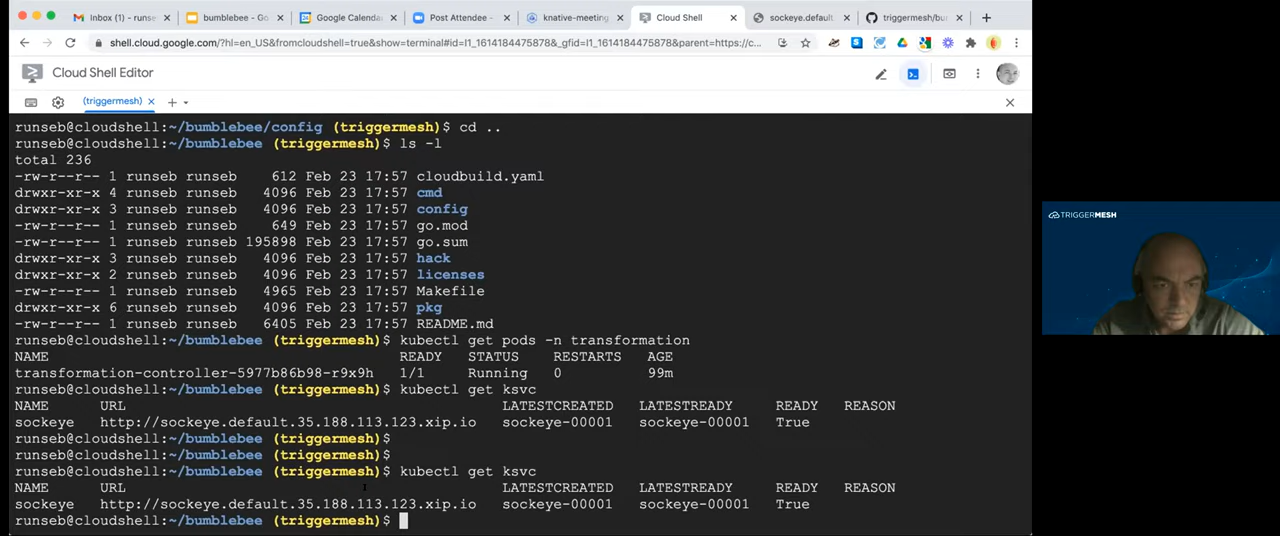 Inbox (1) - runse
bumblebee - Go
Google Calendar
Post Attendee -
knative-meeting
Cloud Shell
sockeye.default
triggermesh/bur
shell.cloud.google.com/?hl=en_US&fromcloudshell=true&show=terminal#id=I1_1614184475878&_gfid=I1_1614184475878&parent=https://c...
Cloud Shell Editor
(triggermesh)
runseb@cloudshell:~/bumblebee/config (triggermesh)$ cd ..
runseb@cloudshell:~/bumblebee (triggermesh)$ ls -l
total 236
-rw-r--r-- 1 runseb runseb 612 Feb 23 17:57 cloudbuild.yaml
drwxr-xr-x 4 runseb runseb 4096 Feb 23 17:57 cmd
drwxr-xr-x 3 runseb runseb 4096 Feb 23 17:57 config
-rw-r--r-- 1 runseb runseb 649 Feb 23 17:57 go.mod
-rw-r--r-- 1 runseb runseb 195898 Feb 23 17:57 go.sum
drwxr-xr-x 3 runseb runseb 4096 Feb 23 17:57 hack
drwxr-xr-x 2 runseb runseb 4096 Feb 23 17:57 licenses
-rw-r--r-- 1 runseb runseb 4965 Feb 23 17:57 Makefile
drwxr-xr-x 6 runseb runseb 4096 Feb 23 17:57 pkg
-rw-r--r-- 1 runseb runseb 6405 Feb 23 17:57 README.md
runseb@cloudshell:~/bumblebee (triggermesh)$ kubectl get pods -n transformation
NAME READY STATUS RESTARTS AGE
transformation-controller-5977b86b98-r9x9h 1/1 Running 0 99m
runseb@cloudshell:~/bumblebee (triggermesh)$ kubectl get ksvc
NAME URL LATESTCREATED LATESTREADY READY REASON
sockeye http://sockeye.default.35.188.113.123.xip.io sockeye-00001 sockeye-00001 True
runseb@cloudshell:~/bumblebee (triggermesh)$
runseb@cloudshell:~/bumblebee (triggermesh)$
runseb@cloudshell:~/bumblebee (triggermesh)$ kubectl get ksvc
NAME URL LATESTCREATED LATESTREADY READY REASON
sockeye http://sockeye.default.35.188.113.123.xip.io sockeye-00001 sockeye-00001 True
runseb@cloudshell:~/bumblebee (triggermesh)$
TRIGGERMESH